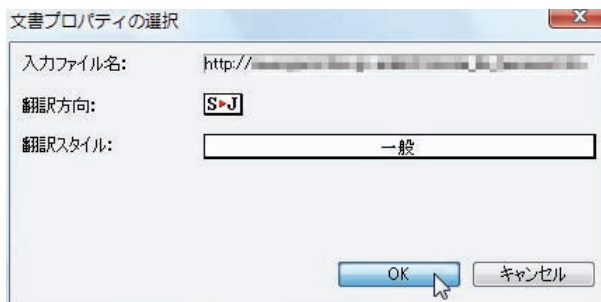 文書プロパティの選択
入力ファイル名: http://
翻訳方向: S▸J
翻訳スタイル: 一般
OK キャンセル